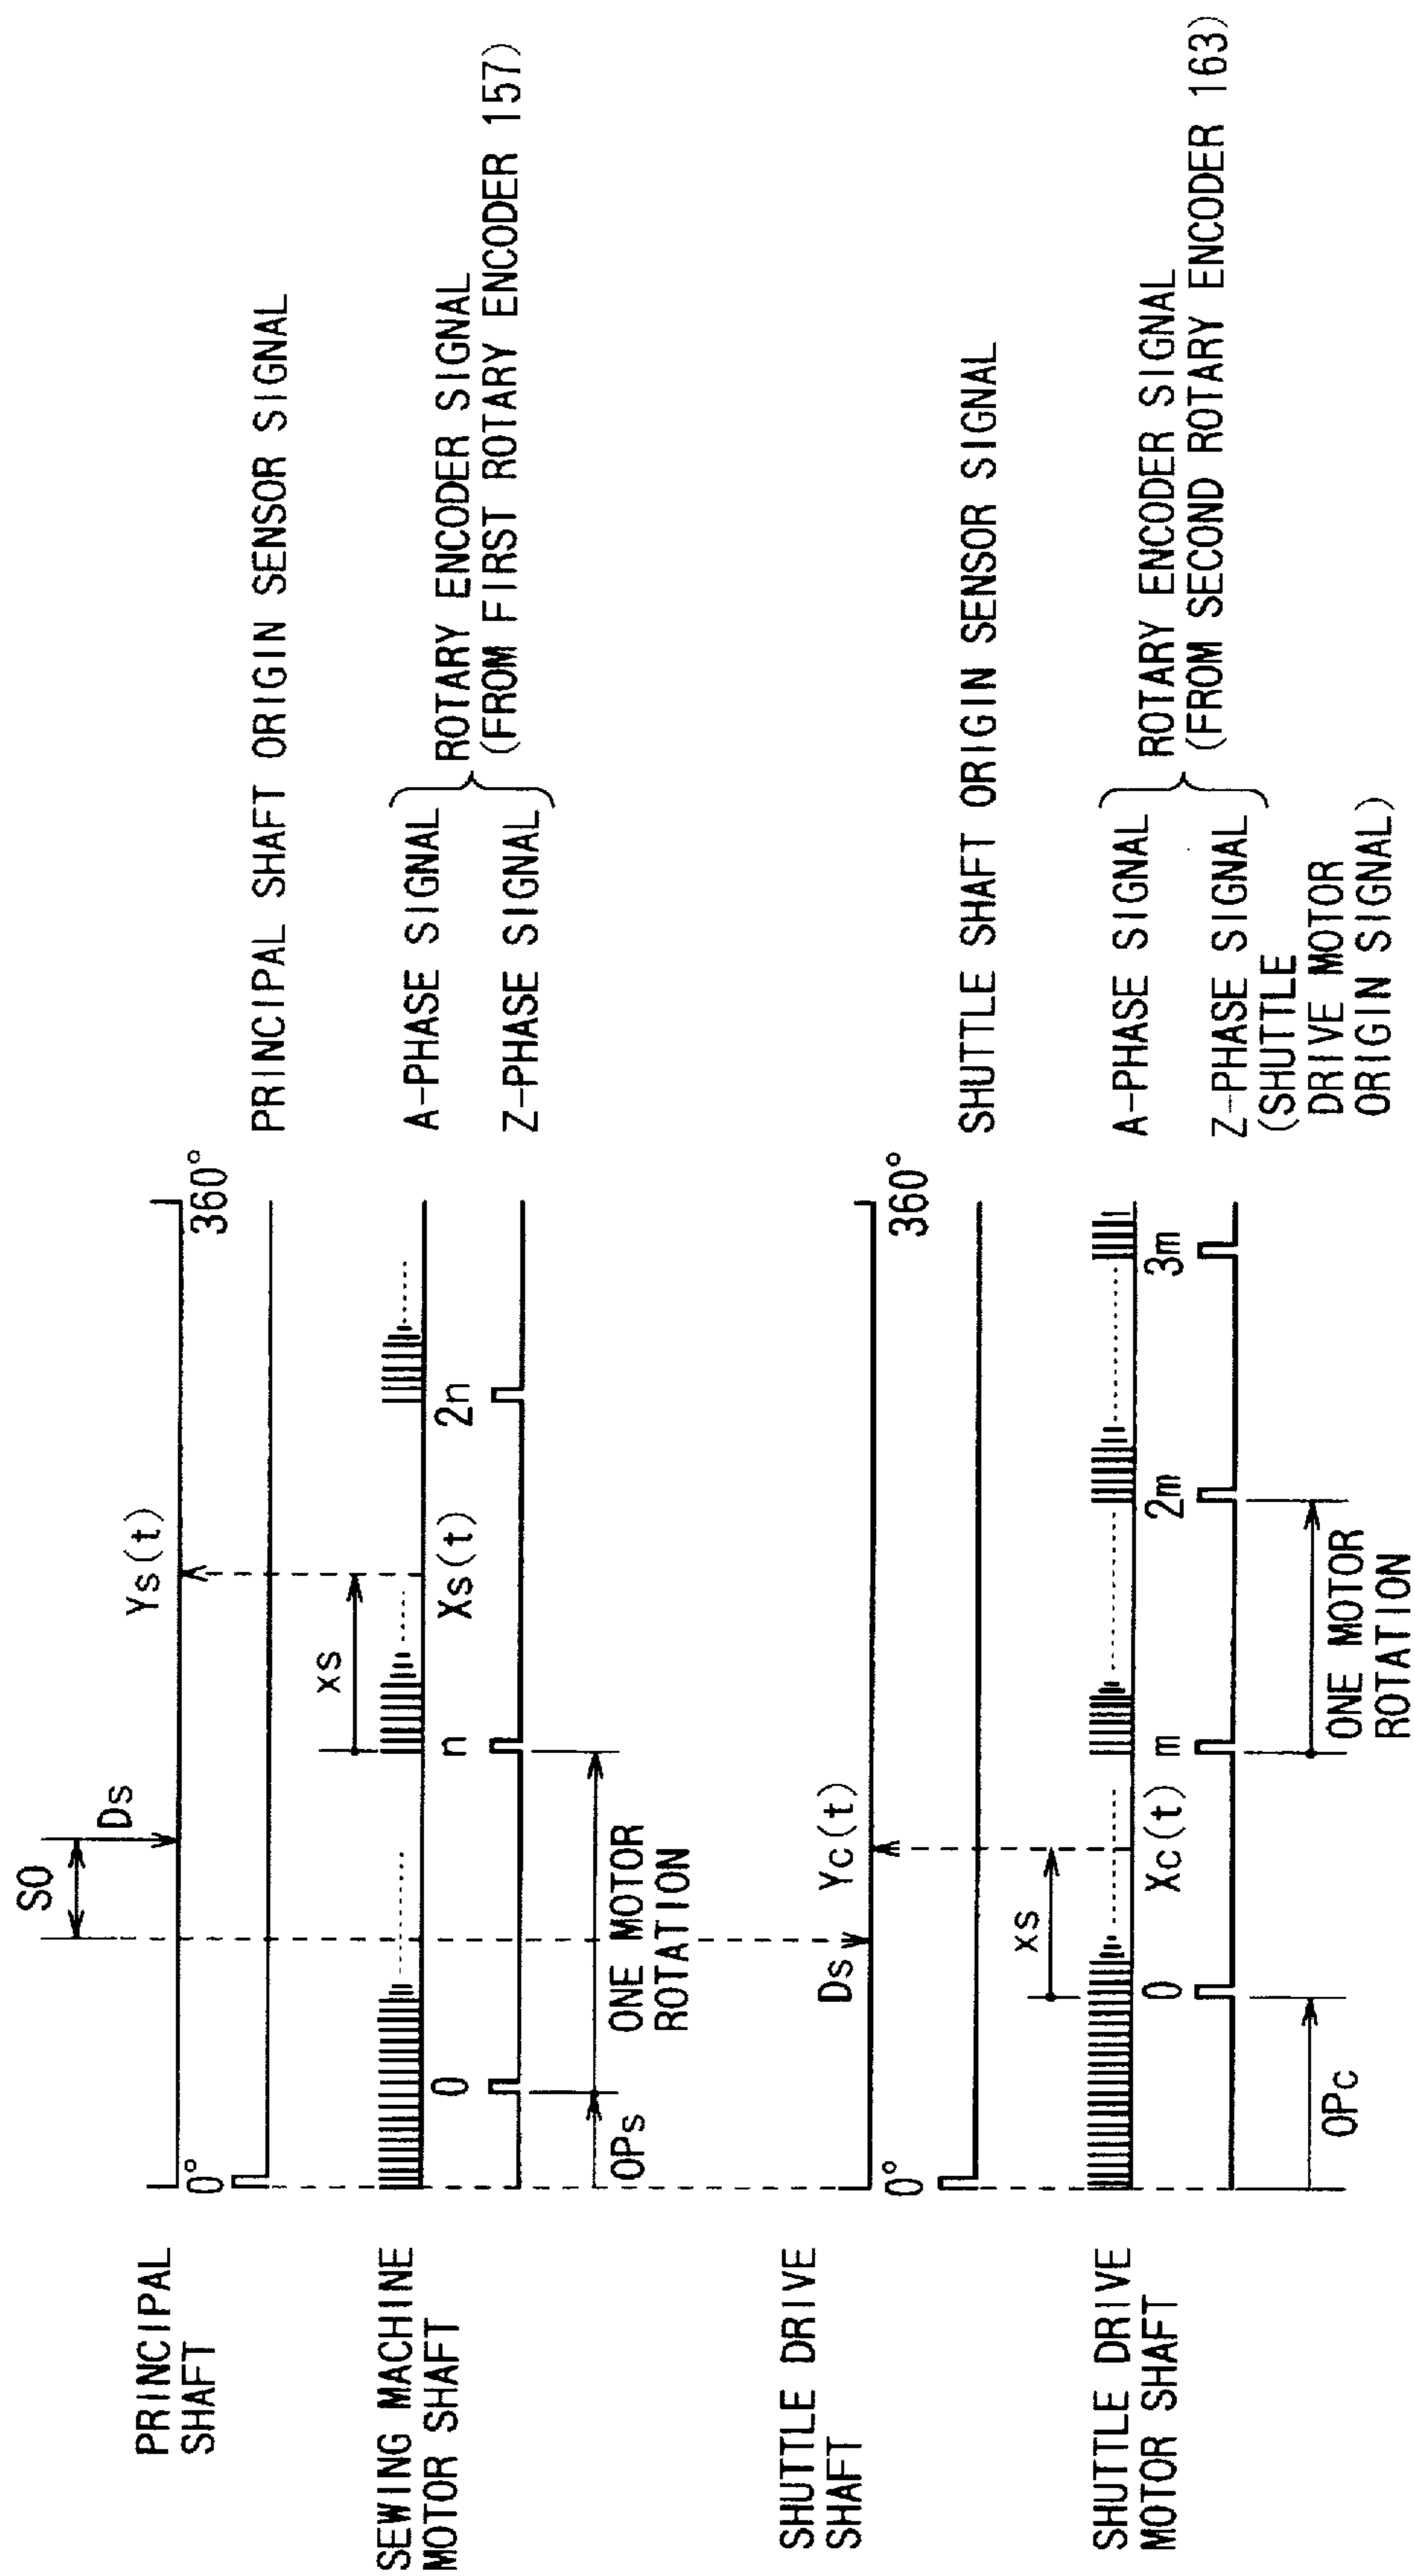 PRINCIPAL
SHAFT
SO
Ds
Ys(t)
0°
360°
PRINCIPAL SHAFT ORIGIN SENSOR SIGNAL
SEWING MACHINE
MOTOR SHAFT
xs
0
n
Xs(t)
2n
A-PHASE SIGNAL
Z-PHASE SIGNAL
ROTARY ENCODER SIGNAL
(FROM FIRST ROTARY ENCODER 157)
OPs
ONE MOTOR
ROTATION
SHUTTLE DRIVE
SHAFT
Ds
Yc(t)
0°
360°
SHUTTLE SHAFT ORIGIN SENSOR SIGNAL
SHUTTLE DRIVE
MOTOR SHAFT
xs
0
Xc(t)
m
2m
3m
A-PHASE SIGNAL
Z-PHASE SIGNAL
(SHUTTLE
DRIVE MOTOR
ORIGIN SIGNAL)
ROTARY ENCODER SIGNAL
(FROM SECOND ROTARY ENCODER 163)
OPc
ONE MOTOR
ROTATION